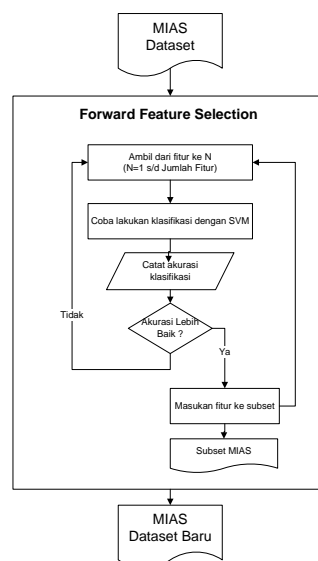 MIAS
Dataset
Forward Feature Selection
Ambil dari fitur ke N
(N=1 s/d Jumlah Fitur)
Coba lakukan klasifikasi dengan SVM
Catat akurasi
klasifikasi
Akurasi Lebih
Baik ?
Tidak
Ya
Masukan fitur ke subset
Subset MIAS
MIAS
Dataset Baru